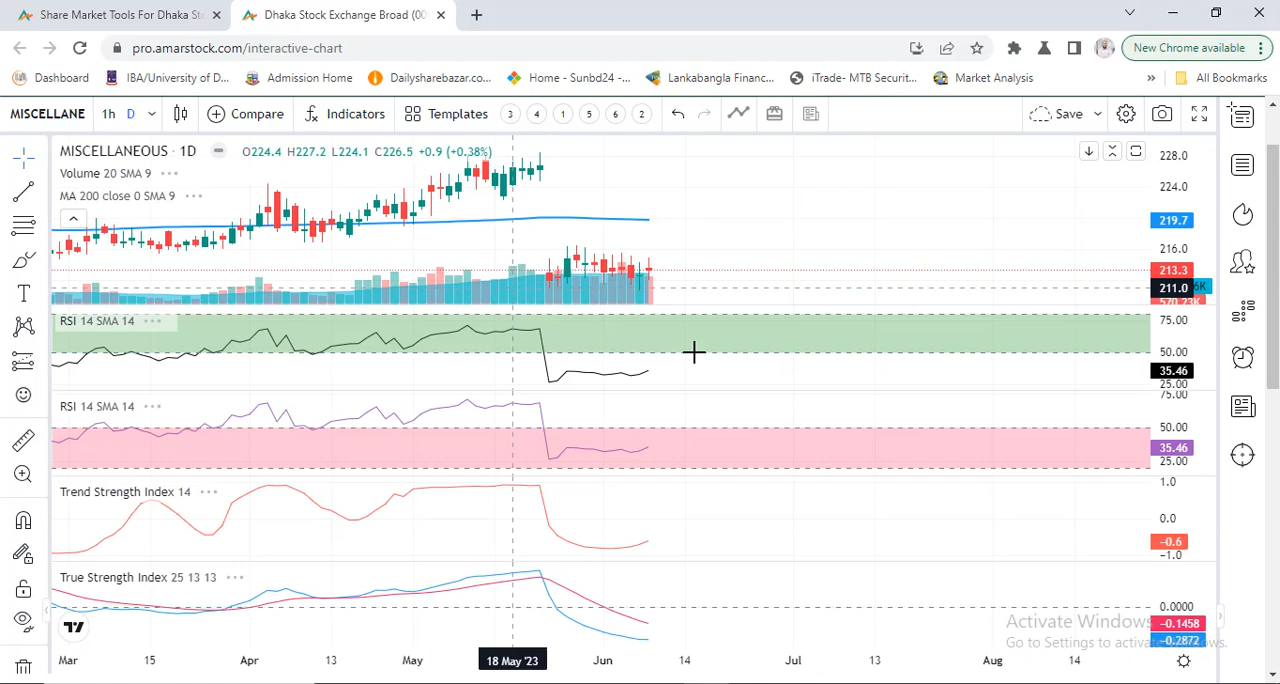 Share Market Tools For Dhaka St
Dhaka Stock Exchange Broad (00
pro.amarstock.com/interactive-chart
New Chrome available
Dashboard
IBA/University of D...
Admission Home
Dailysharebazar.co...
Home - Sunbd24 -...
Lankabangla Financ...
iTrade- MTB Securit...
Market Analysis
»
All Bookmarks
MISCELLANE
1h
D
Compare
Indicators
Templates
3
4
1
5
6
2
Save
MISCELLANEOUS · 1D
O224.4 H227.2 L224.1 C226.5 +0.9 (+0.38%)
Volume 20 SMA 9
MA 200 close 0 SMA 9
228.0
224.0
219.7
216.0
213.3
211.0
6K
570.23K
RSI 14 SMA 14
75.00
50.00
35.46
25.00
RSI 14 SMA 14
75.00
50.00
35.46
25.00
Trend Strength Index 14
1.0
0.0
−0.6
−1.0
True Strength Index 25 13 13
0.0000
−0.1458
−0.2872
Activate Windows
Go to Settings to activate Windows.
Mar
15
Apr
13
May
18 May '23
Jun
14
Jul
13
Aug
14